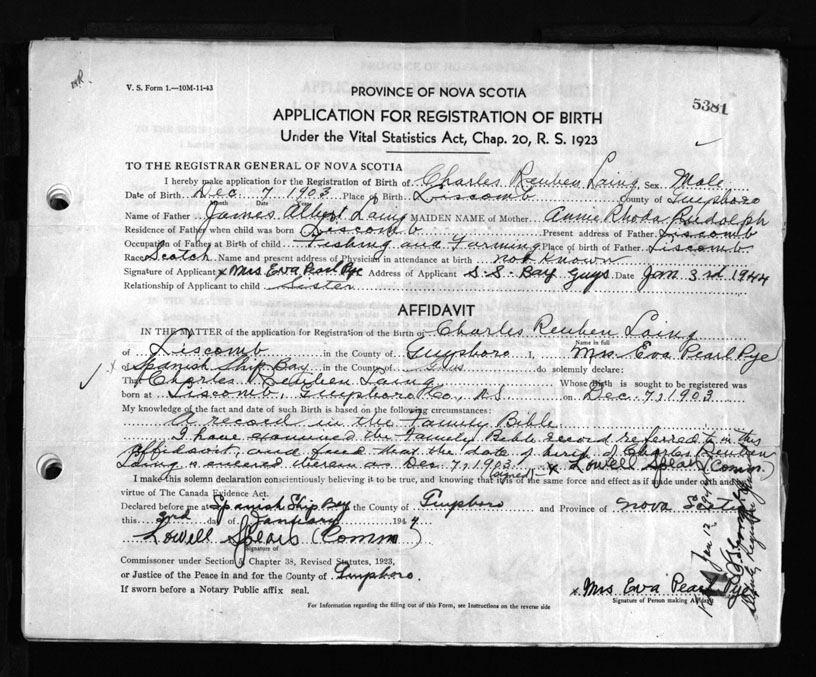 V. S. Form 1.—10M-11-43
PROVINCE OF NOVA SCOTIA
5381
APPLICATION FOR REGISTRATION OF BIRTH
Under the Vital Statistics Act, Chap. 20, R. S. 1923
TO THE REGISTRAR GENERAL OF NOVA SCOTIA
I hereby make application for the Registration of Birth of Charles Reuben Laing Sex Male
Date of Birth Dec 7 1903 Place of Birth Liscomb County of Guysboro
Date
Name of Father James Albert Laing MAIDEN NAME of Mother Annie Rhoda Rudolph
Residence of Father when child was born Liscomb Present address of Father Liscomb
Occupation of Father at Birth of child Fishing and Farming Place of Birth of Father Liscomb
Race Scotch Name and present address of Physician in attendance at birth not Known
Signature of Applicant x Mrs Eva Pearl Pye Address of Applicant S. S. Bay Guys. Date Jan 3rd 1944
Relationship of Applicant to child Sister
AFFIDAVIT
IN THE MATTER of the application for Registration of the Birth of Charles Reuben Laing
Name in full
of Liscomb in the County of Guysboro I, Mrs. Eva Pearl Pye
of Spanish Ship Bay in the County of Guys do solemnly declare:
That Charles Reuben Laing Whose Birth is sought to be registered was
born at Liscomb, Guysboro Co., N.S. on Dec. 7, 1903
My knowledge of the fact and date of such Birth is based on the following circumstances:
A record in the Family Bible
I have examined the Family Bible record referred to in this
affidavit, and find that the date of birth of Charles Reuben
Laing is entered therein as Dec 7, 1903. (signed) x Lowell Spears (Comm.)
I make this solemn declaration conscientiously believing it to be true, and knowing that it is of the same force and effect as if made under oath and by
virtue of The Canada Evidence Act.
Declared before me at Spanish Ship Bay the County of Guysboro and Province of Nova Scotia
this 3rd day of January 1944
Lowell Spears (Comm)
Signature of
Commissioner under Section Chapter 38, Revised Statutes, 1923,
or Justice of the Peace in and for the County of Guysboro.
If sworn before a Notary Public affix seal.
x Mrs Eva Pearl Pye
Signature of Person making Affidavit
For Information regarding the filling out of this Form, see Instructions on the reverse side
Jan 12
Deputy Registrar